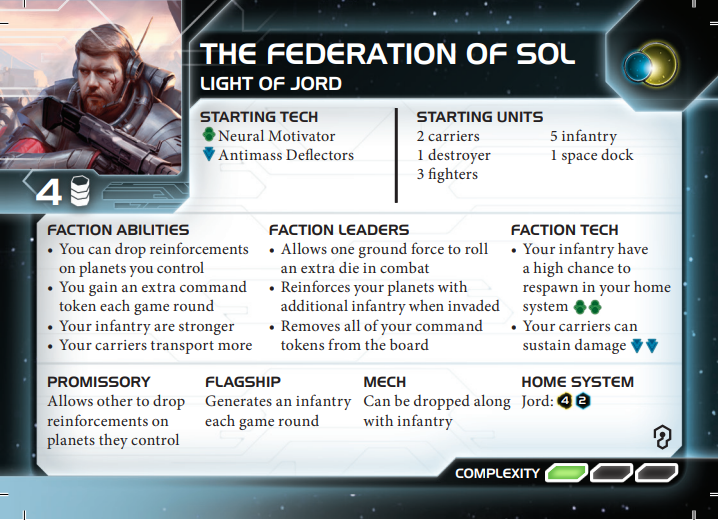 THE FEDERATION OF SOL
LIGHT OF JORD
4
STARTING TECH
Neural Motivator
Antimass Deflectors
STARTING UNITS
2 carriers
1 destroyer
3 fighters
5 infantry
1 space dock
FACTION ABILITIES
• You can drop reinforcements
on planets you control
• You gain an extra command
token each game round
• Your infantry are stronger
• Your carriers transport more
FACTION LEADERS
• Allows one ground force to roll
an extra die in combat
• Reinforces your planets with
additional infantry when invaded
• Removes all of your command
tokens from the board
FACTION TECH
• Your infantry have
a high chance to
respawn in your home
system
• Your carriers can
sustain damage
PROMISSORY
Allows other to drop
reinforcements on
planets they control
FLAGSHIP
Generates an infantry
each game round
MECH
Can be dropped along
with infantry
HOME SYSTEM
Jord: 4 2
COMPLEXITY